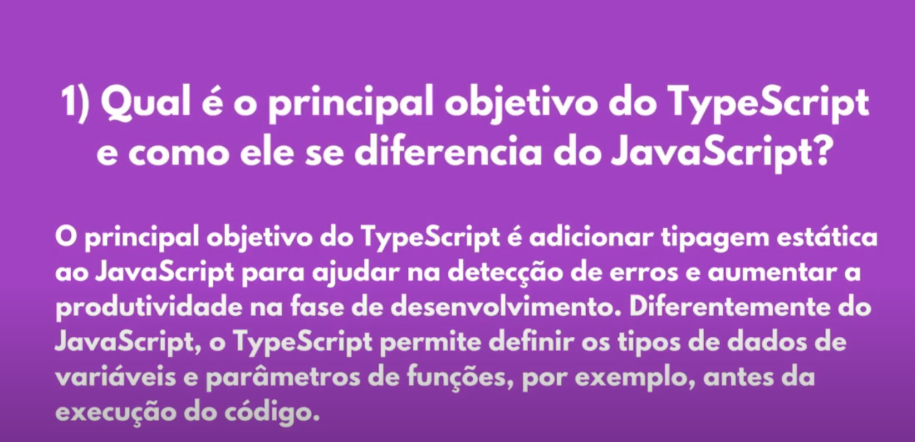 1) Qual é o principal objetivo do TypeScript
e como ele se diferencia do JavaScript?
O principal objetivo do TypeScript é adicionar tipagem estática
ao JavaScript para ajudar na detecção de erros e aumentar a
produtividade na fase de desenvolvimento. Diferentemente do
JavaScript, o TypeScript permite definir os tipos de dados de
variáveis e parâmetros de funções, por exemplo, antes da
execução do código.